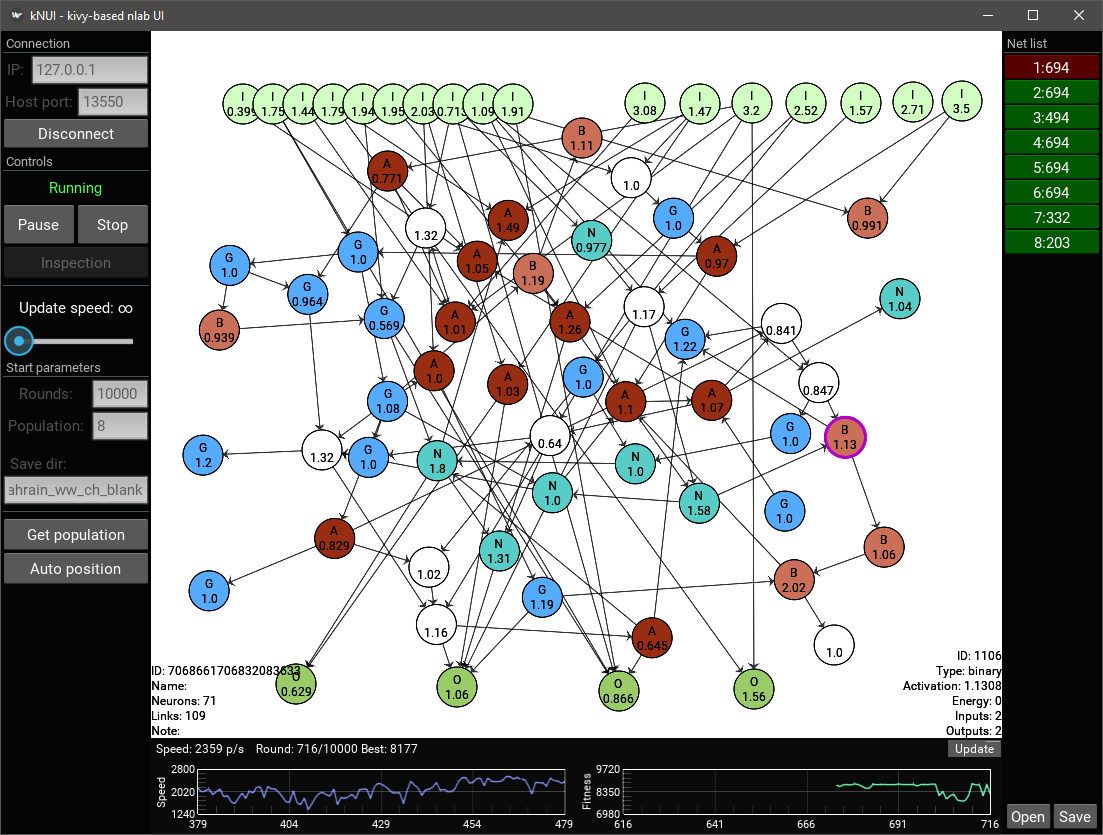 kNUI - kivy-based nlab UI
Connection
IP: 127.0.0.1
Host port: 13550
Disconnect
Controls
Running
Pause Stop
Inspection
Update speed: ∞
Start parameters
Rounds: 10000
Population: 8
Save dir:
ahrain_ww_ch_blank
Get population
Auto position
I I I I I I I I I I I I I I I I I
0.399 1.75 1.44 1.79 1.94 1.95 2.03 1.09 1.91 3.08 1.47 3.2 2.52 1.57 2.71 3.5
B
1.11
A
0.771
1.0
A
1.49
G
1.0
B
0.991
1.32
N
0.977
G
1.0
A
0.97
G
1.0
A
1.05
B
1.19
G
0.964
N
1.04
1.17
B
0.939
G
0.569
A
1.01
A
1.26
0.841
G
1.22
A
1.0
A
1.03
G
1.0
0.847
G
1.08
A
1.1
A
1.07
0.64
G
1.0
B
1.13
G
1.2
1.32
G
1.0
N
1.8
N
1.0
N
1.0
N
1.58
G
1.0
A
0.829
N
1.31
B
1.06
1.02
G
1.0
G
1.19
B
2.02
1.16
A
0.645
1.0
O
0.629
O
1.06
O
0.866
O
1.56
ID: 7068661706832083633
Name:
Neurons: 71
Links: 109
Note:
ID: 1106
Type: binary
Activation: 1.1308
Energy: 0
Inputs: 2
Outputs: 2
Speed: 2359 p/s Round: 716/10000 Best: 8177
Update
Speed
2800
2020
1240
379 404 429 454 479
Fitness
9720
8350
6980
616 641 666 691 716
Net list
1:694
2:694
3:494
4:694
5:694
6:694
7:332
8:203
Open Save